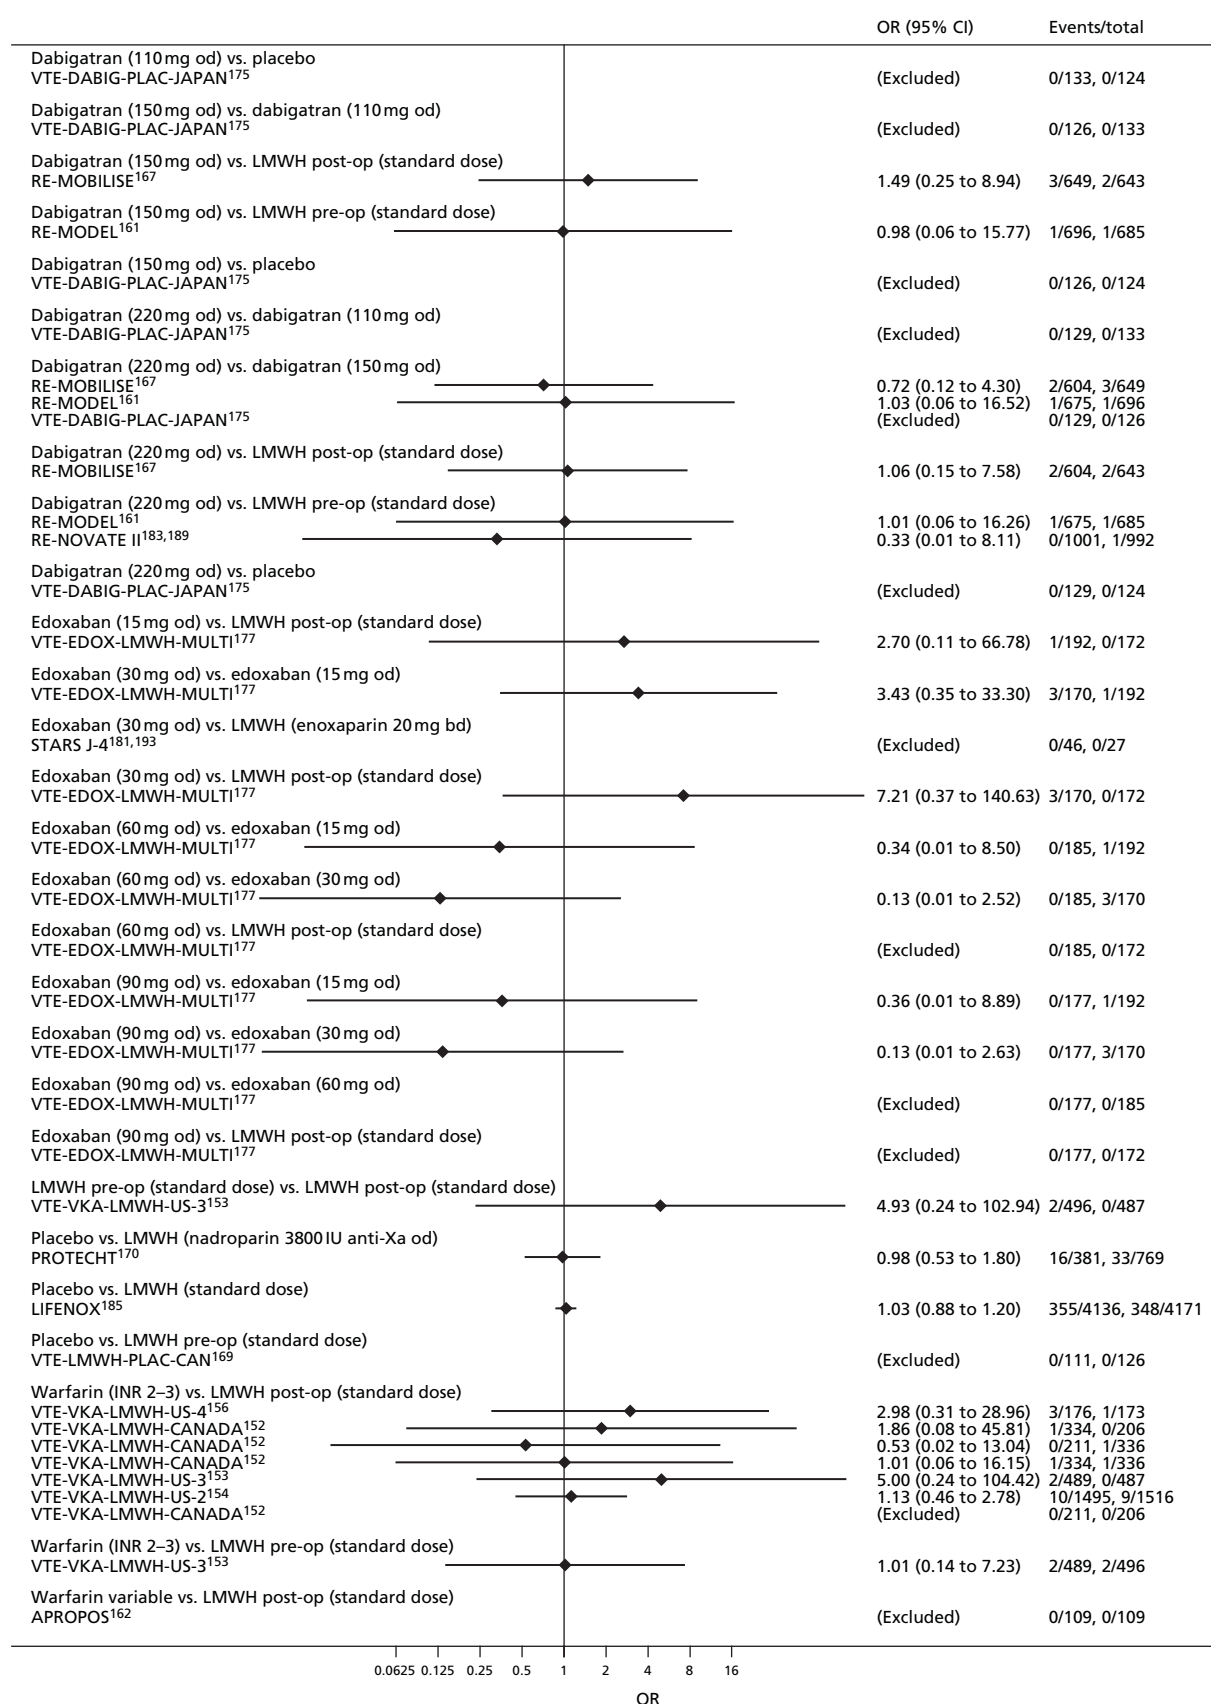 OR (95% CI) Events/total
Dabigatran (110 mg od) vs. placebo
VTE-DABIG-PLAC-JAPAN175 (Excluded) 0/133, 0/124
Dabigatran (150 mg od) vs. dabigatran (110 mg od)
VTE-DABIG-PLAC-JAPAN175 (Excluded) 0/126, 0/133
Dabigatran (150 mg od) vs. LMWH post-op (standard dose)
RE-MOBILISE167 1.49 (0.25 to 8.94) 3/649, 2/643
Dabigatran (150 mg od) vs. LMWH pre-op (standard dose)
RE-MODEL161 0.98 (0.06 to 15.77) 1/696, 1/685
Dabigatran (150 mg od) vs. placebo
VTE-DABIG-PLAC-JAPAN175 (Excluded) 0/126, 0/124
Dabigatran (220 mg od) vs. dabigatran (110 mg od)
VTE-DABIG-PLAC-JAPAN175 (Excluded) 0/129, 0/133
Dabigatran (220 mg od) vs. dabigatran (150 mg od)
RE-MOBILISE167 0.72 (0.12 to 4.30) 2/604, 3/649
RE-MODEL161 1.03 (0.06 to 16.52) 1/675, 1/696
VTE-DABIG-PLAC-JAPAN175 (Excluded) 0/129, 0/126
Dabigatran (220 mg od) vs. LMWH post-op (standard dose)
RE-MOBILISE167 1.06 (0.15 to 7.58) 2/604, 2/643
Dabigatran (220 mg od) vs. LMWH pre-op (standard dose)
RE-MODEL161 1.01 (0.06 to 16.26) 1/675, 1/685
RE-NOVATE II183,189 0.33 (0.01 to 8.11) 0/1001, 1/992
Dabigatran (220 mg od) vs. placebo
VTE-DABIG-PLAC-JAPAN175 (Excluded) 0/129, 0/124
Edoxaban (15 mg od) vs. LMWH post-op (standard dose)
VTE-EDOX-LMWH-MULTI177 2.70 (0.11 to 66.78) 1/192, 0/172
Edoxaban (30 mg od) vs. edoxaban (15 mg od)
VTE-EDOX-LMWH-MULTI177 3.43 (0.35 to 33.30) 3/170, 1/192
Edoxaban (30 mg od) vs. LMWH (enoxaparin 20 mg bd)
STARS J-4181,193 (Excluded) 0/46, 0/27
Edoxaban (30 mg od) vs. LMWH post-op (standard dose)
VTE-EDOX-LMWH-MULTI177 7.21 (0.37 to 140.63) 3/170, 0/172
Edoxaban (60 mg od) vs. edoxaban (15 mg od)
VTE-EDOX-LMWH-MULTI177 0.34 (0.01 to 8.50) 0/185, 1/192
Edoxaban (60 mg od) vs. edoxaban (30 mg od)
VTE-EDOX-LMWH-MULTI177 0.13 (0.01 to 2.52) 0/185, 3/170
Edoxaban (60 mg od) vs. LMWH post-op (standard dose)
VTE-EDOX-LMWH-MULTI177 (Excluded) 0/185, 0/172
Edoxaban (90 mg od) vs. edoxaban (15 mg od)
VTE-EDOX-LMWH-MULTI177 0.36 (0.01 to 8.89) 0/177, 1/192
Edoxaban (90 mg od) vs. edoxaban (30 mg od)
VTE-EDOX-LMWH-MULTI177 0.13 (0.01 to 2.63) 0/177, 3/170
Edoxaban (90 mg od) vs. edoxaban (60 mg od)
VTE-EDOX-LMWH-MULTI177 (Excluded) 0/177, 0/185
Edoxaban (90 mg od) vs. LMWH post-op (standard dose)
VTE-EDOX-LMWH-MULTI177 (Excluded) 0/177, 0/172
LMWH pre-op (standard dose) vs. LMWH post-op (standard dose)
VTE-VKA-LMWH-US-3153 4.93 (0.24 to 102.94) 2/496, 0/487
Placebo vs. LMWH (nadroparin 3800 IU anti-Xa od)
PROTECHT170 0.98 (0.53 to 1.80) 16/381, 33/769
Placebo vs. LMWH (standard dose)
LIFENOX185 1.03 (0.88 to 1.20) 355/4136, 348/4171
Placebo vs. LMWH pre-op (standard dose)
VTE-LMWH-PLAC-CAN169 (Excluded) 0/111, 0/126
Warfarin (INR 2–3) vs. LMWH post-op (standard dose)
VTE-VKA-LMWH-US-4156 2.98 (0.31 to 28.96) 3/176, 1/173
VTE-VKA-LMWH-CANADA152 1.86 (0.08 to 45.81) 1/334, 0/206
VTE-VKA-LMWH-CANADA152 0.53 (0.02 to 13.04) 0/211, 1/336
VTE-VKA-LMWH-CANADA152 1.01 (0.06 to 16.15) 1/334, 1/336
VTE-VKA-LMWH-US-3153 5.00 (0.24 to 104.42) 2/489, 0/487
VTE-VKA-LMWH-US-2154 1.13 (0.46 to 2.78) 10/1495, 9/1516
VTE-VKA-LMWH-CANADA152 (Excluded) 0/211, 0/206
Warfarin (INR 2–3) vs. LMWH pre-op (standard dose)
VTE-VKA-LMWH-US-3153 1.01 (0.14 to 7.23) 2/489, 2/496
Warfarin variable vs. LMWH post-op (standard dose)
APROPOS162 (Excluded) 0/109, 0/109
0.0625 0.125 0.25 0.5 1 2 4 8 16
OR